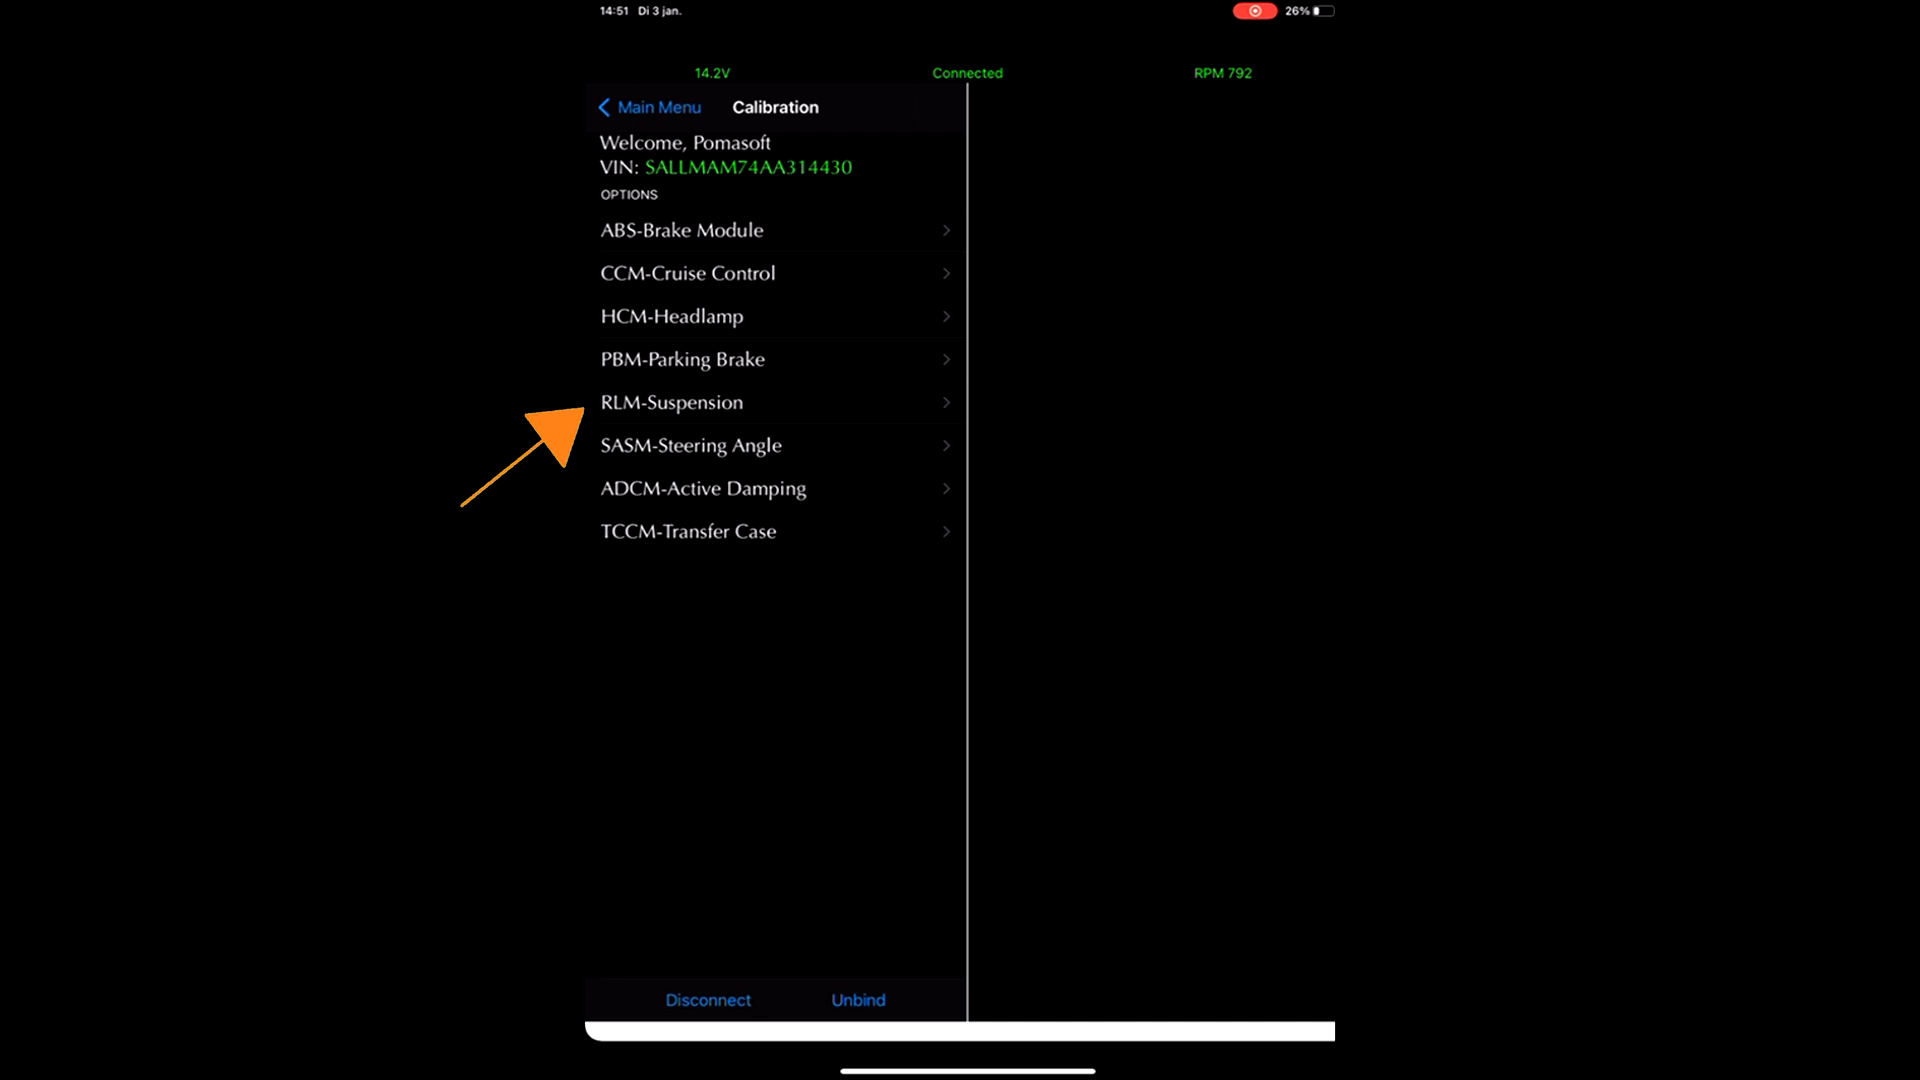 14:51 Di 3 jan. 26%
14.2V Connected RPM 792
Main Menu Calibration
Welcome, Pomasoft
VIN: SALLMAM74AA314430
OPTIONS
ABS-Brake Module
CCM-Cruise Control
HCM-Headlamp
PBM-Parking Brake
RLM-Suspension
SASM-Steering Angle
ADCM-Active Damping
TCCM-Transfer Case
Disconnect Unbind